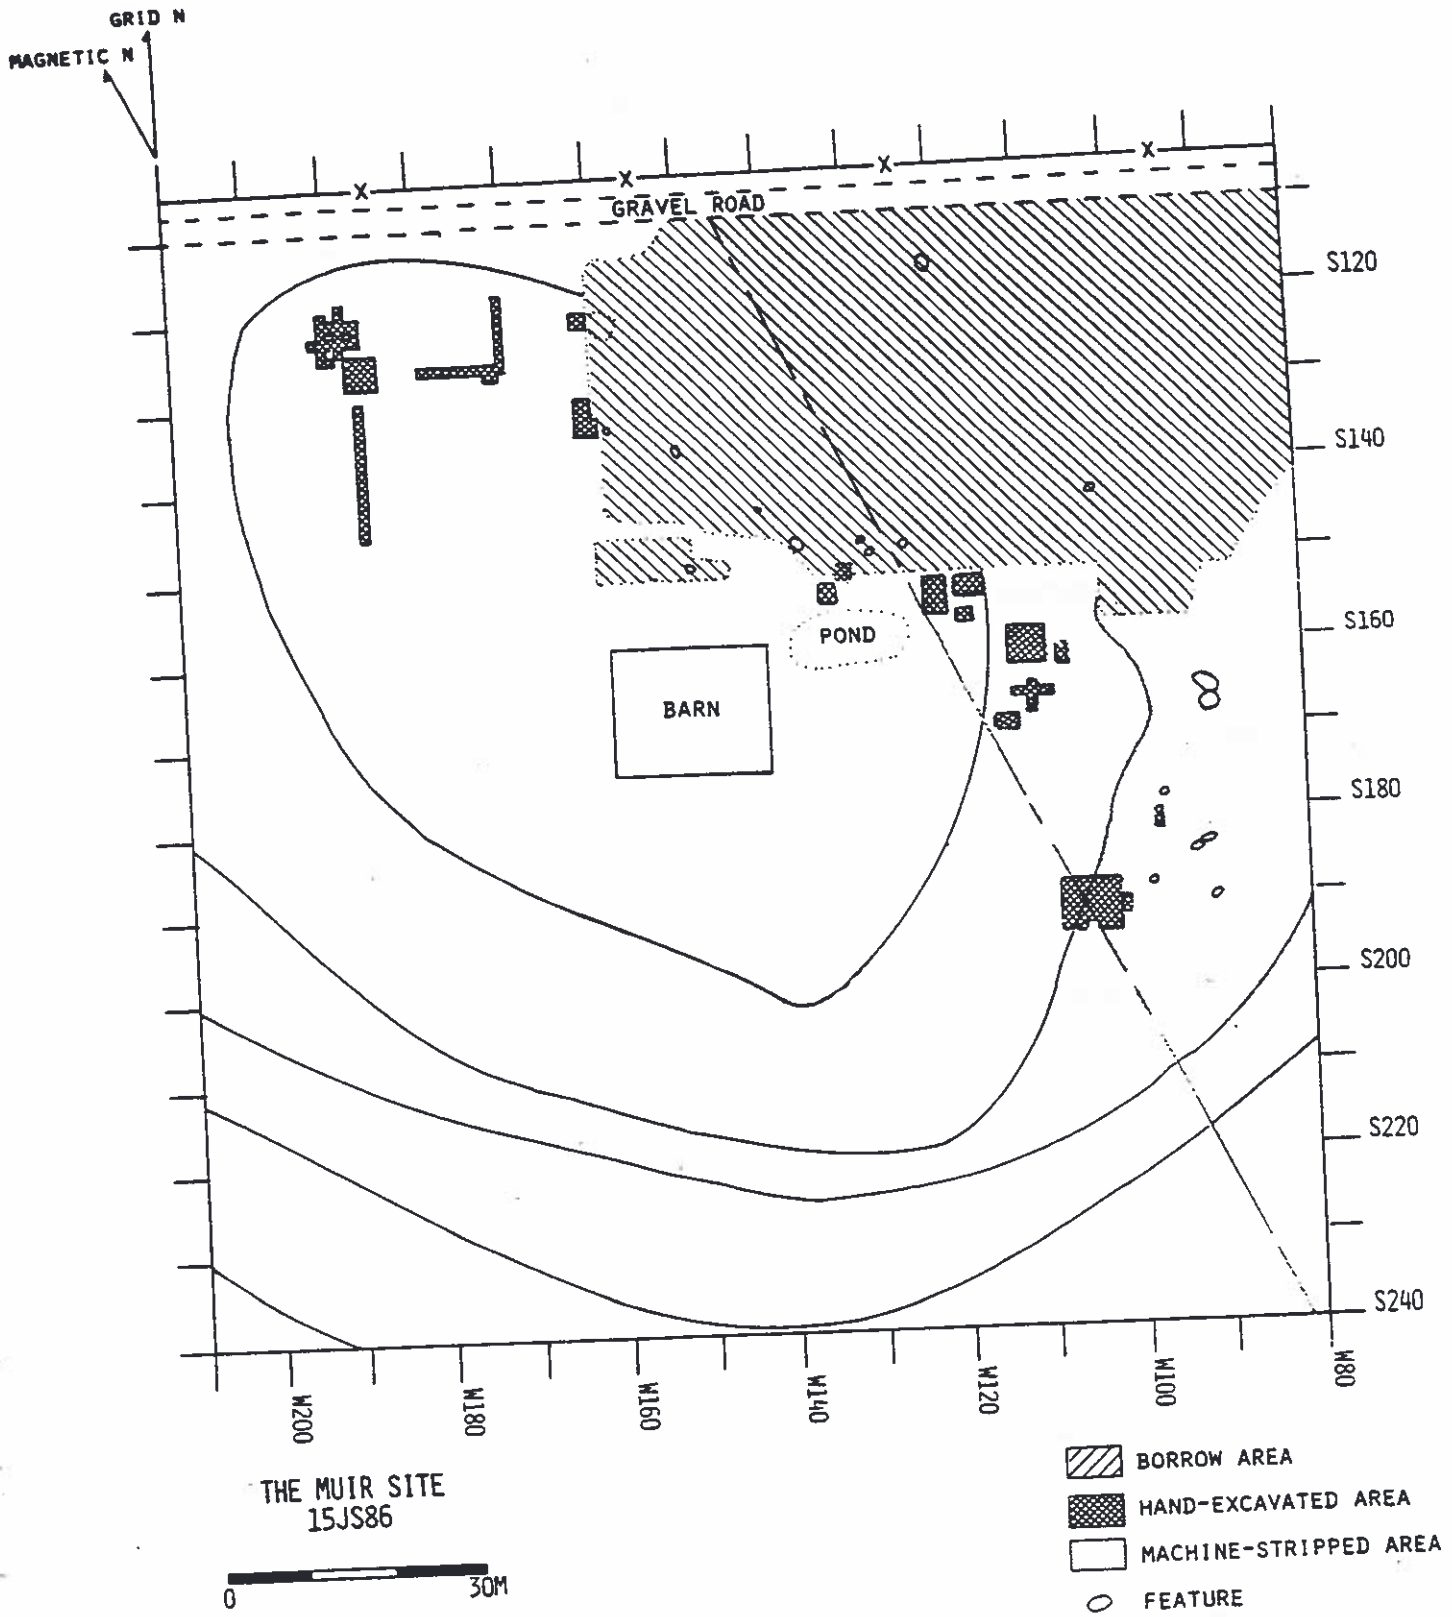 GRID N
MAGNETIC N
X X X X
GRAVEL ROAD
S120
S140
S160
POND
BARN
S180
S200
S220
S240
W200
W180
W160
W140
W120
W100
W80
THE MUIR SITE
15JS86
0 30M
BORROW AREA
HAND-EXCAVATED AREA
MACHINE-STRIPPED AREA
FEATURE